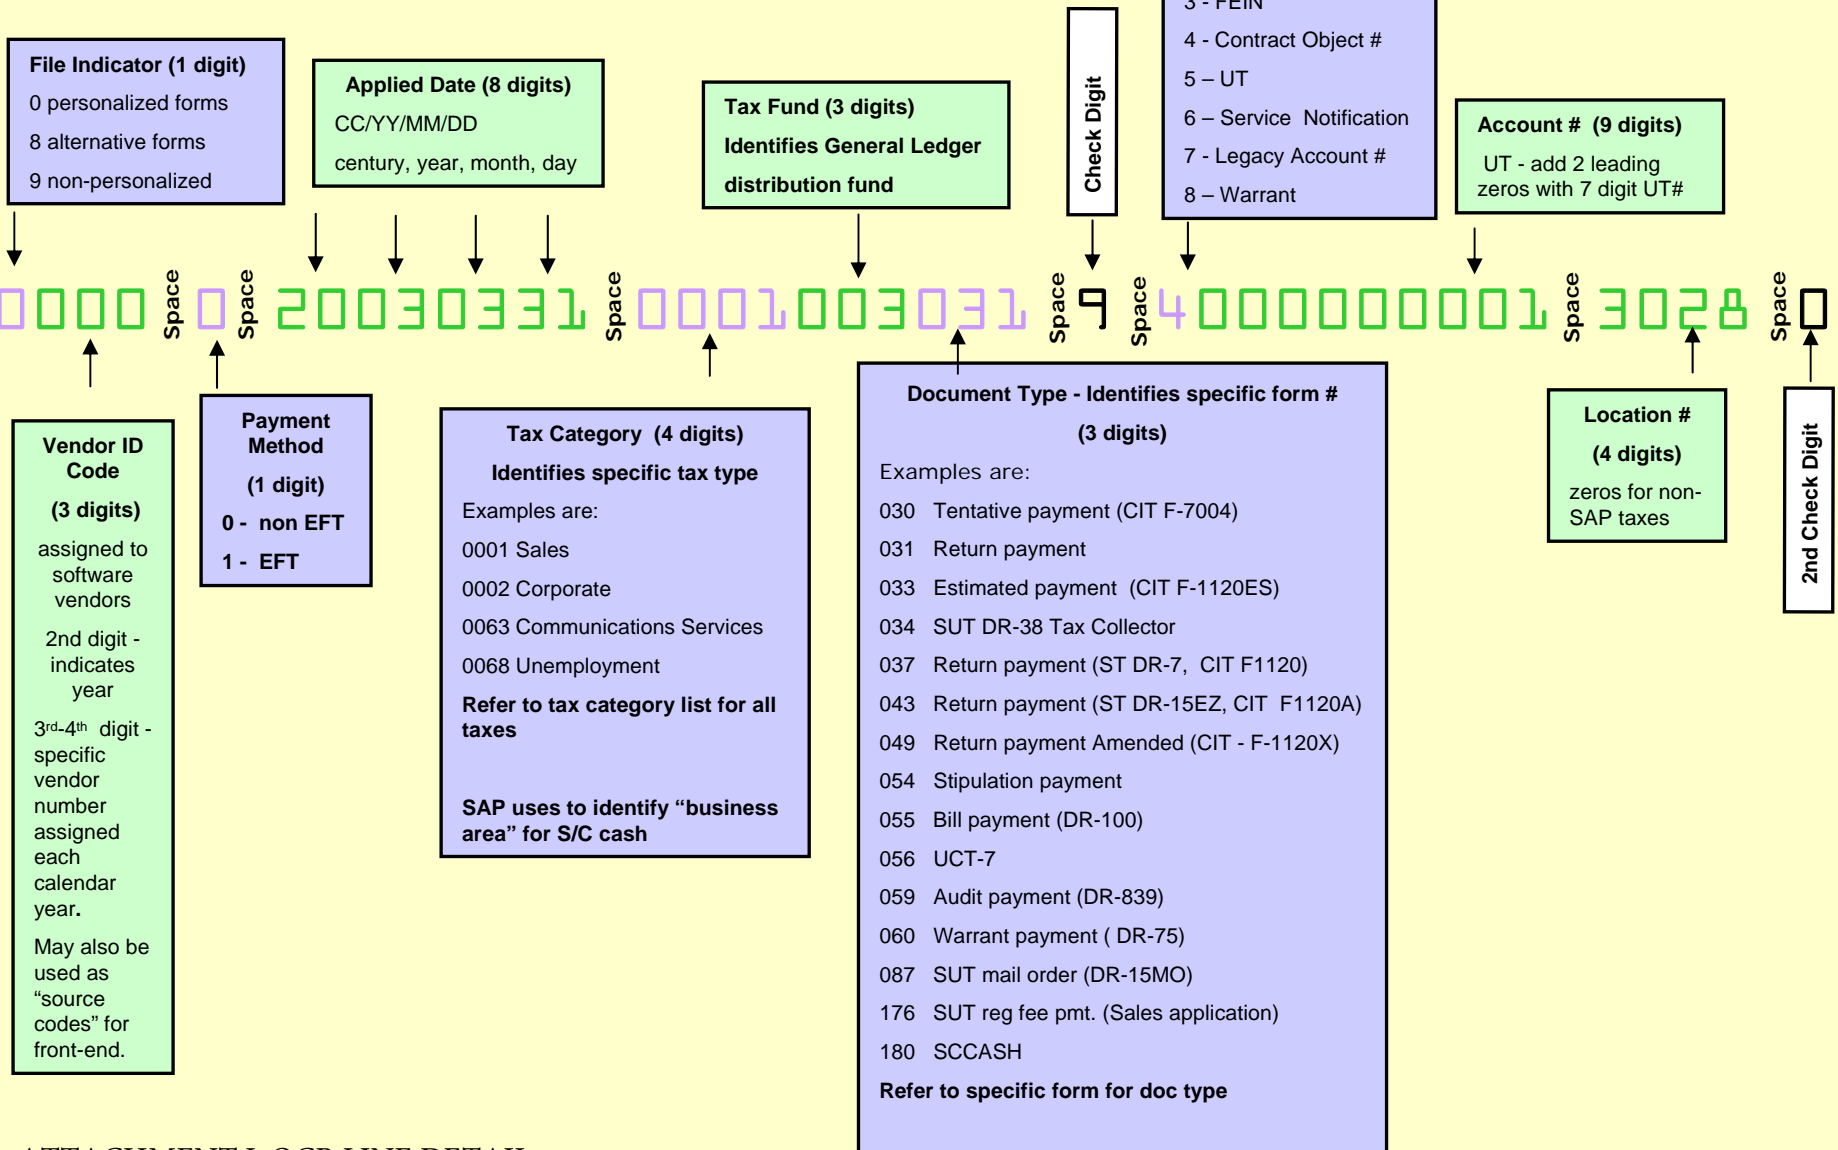 3 - FEIN
4 - Contract Object #
5 – UT
6 – Service Notification
7 - Legacy Account #
8 – Warrant
File Indicator (1 digit)
0 personalized forms
8 alternative forms
9 non-personalized
Applied Date (8 digits)
CC/YY/MM/DD
century, year, month, day
Tax Fund (3 digits)
Identifies General Ledger
distribution fund
Check Digit
Account # (9 digits)
UT - add 2 leading
zeros with 7 digit UT#
0000 Space 0 Space 20030331 Space 0001003031 Space 9 Space 4000000001 Space 3028 Space 0
Vendor ID
Code
(3 digits)
assigned to
software
vendors
2nd digit -
indicates
year
3rd-4th digit -
specific
vendor
number
assigned
each
calendar
year.
May also be
used as
“source
codes” for
front-end.
Payment
Method
(1 digit)
0 - non EFT
1 - EFT
Tax Category (4 digits)
Identifies specific tax type
Examples are:
0001 Sales
0002 Corporate
0063 Communications Services
0068 Unemployment
Refer to tax category list for all
taxes
SAP uses to identify “business
area” for S/C cash
Document Type - Identifies specific form #
(3 digits)
Examples are:
030 Tentative payment (CIT F-7004)
031 Return payment
033 Estimated payment (CIT F-1120ES)
034 SUT DR-38 Tax Collector
037 Return payment (ST DR-7, CIT F1120)
043 Return payment (ST DR-15EZ, CIT F1120A)
049 Return payment Amended (CIT - F-1120X)
054 Stipulation payment
055 Bill payment (DR-100)
056 UCT-7
059 Audit payment (DR-839)
060 Warrant payment ( DR-75)
087 SUT mail order (DR-15MO)
176 SUT reg fee pmt. (Sales application)
180 SCCASH
Refer to specific form for doc type
Location #
(4 digits)
zeros for non-
SAP taxes
2nd Check Digit
ATTACHMENT I- OCR LINE DETAIL